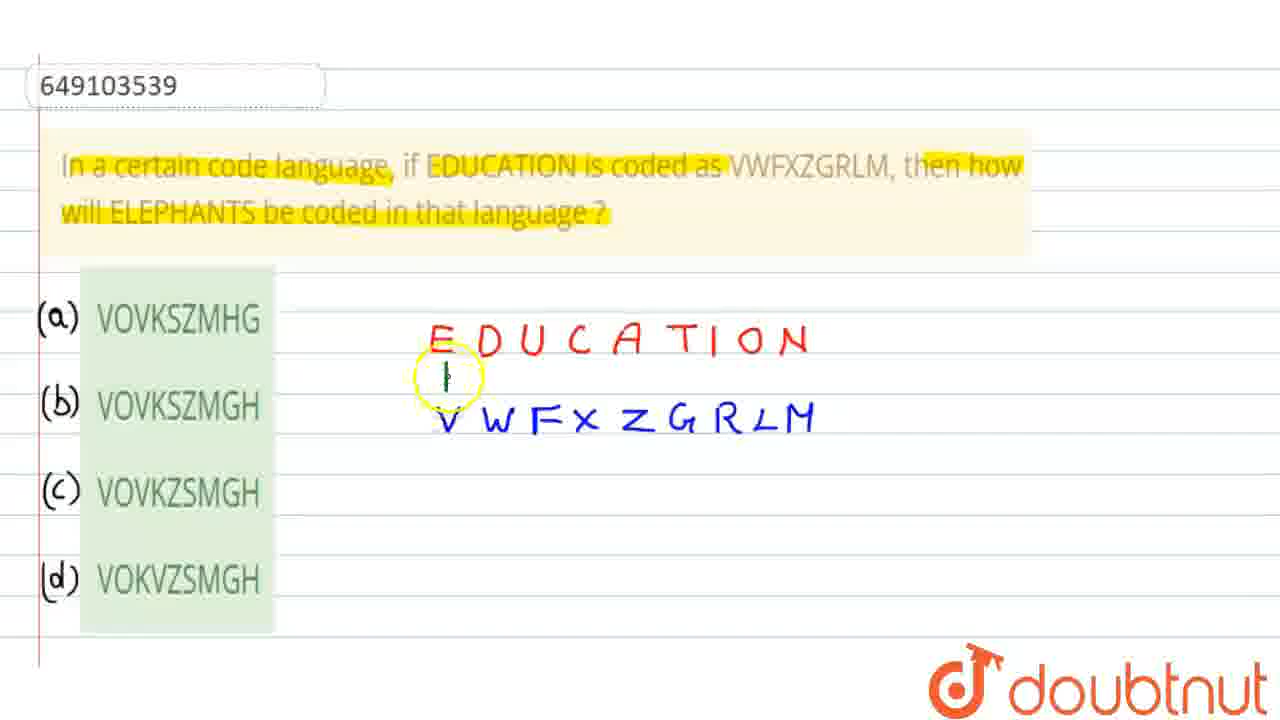 649103539
In a certain code language, if EDUCATION is coded as VWFXZGRLM, then how
will ELEPHANTS be coded in that language ?
(a) VOVKSZMHG
(b) VOVKSZMGH
(c) VOVKZSMGH
(d) VOKVZSMGH
E D U C A T I O N
V W F X Z G R L M
doubtnut